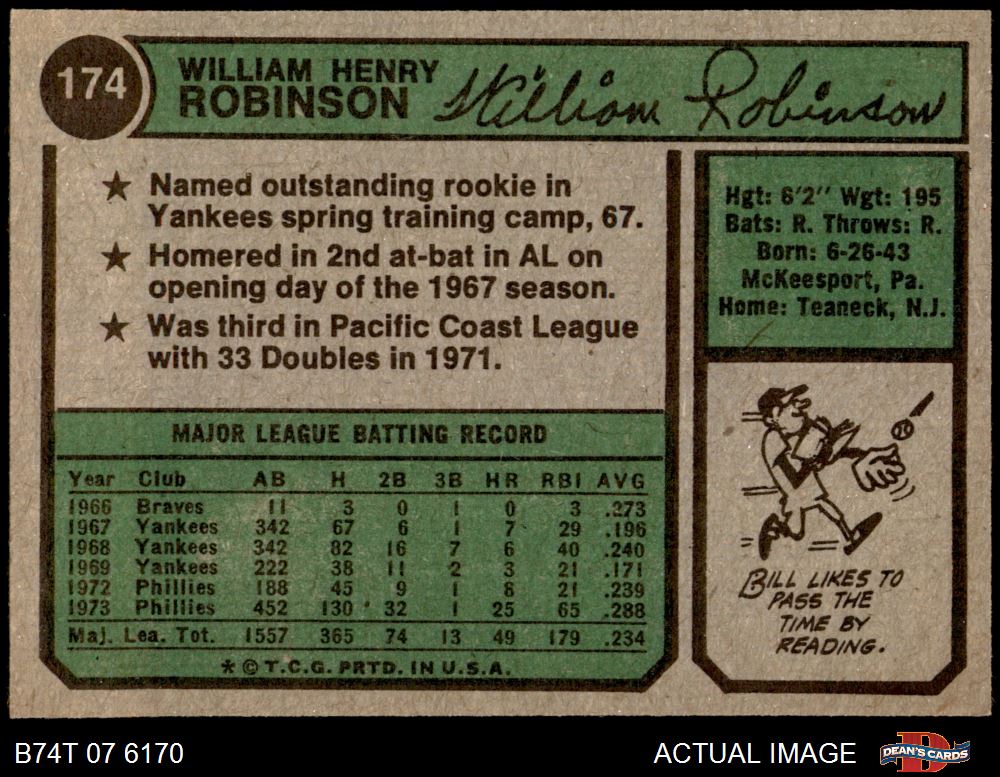 174
WILLIAM HENRY
ROBINSON
William Robinson
★ Named outstanding rookie in
Yankees spring training camp, 67.
★ Homered in 2nd at-bat in AL on
opening day of the 1967 season.
★ Was third in Pacific Coast League
with 33 Doubles in 1971.
Hgt: 6'2'' Wgt: 195
Bats: R. Throws: R.
Born: 6-26-43
McKeesport, Pa.
Home: Teaneck, N.J.
MAJOR LEAGUE BATTING RECORD
Year Club AB H 2B 3B HR RBI AVG
1966 Braves 11 3 0 1 0 3 .273
1967 Yankees 342 67 6 1 7 29 .196
1968 Yankees 342 82 16 7 6 40 .240
1969 Yankees 222 38 11 2 3 21 .171
1972 Phillies 188 45 9 1 8 21 .239
1973 Phillies 452 130 32 1 25 65 .288
Maj. Lea. Tot. 1557 365 74 13 49 179 .234
* © T.C.G. PRTD. IN U.S.A.
BILL LIKES TO
PASS THE
TIME BY
READING.
B74T 07 6170
ACTUAL IMAGE
DEAN'S CARDS